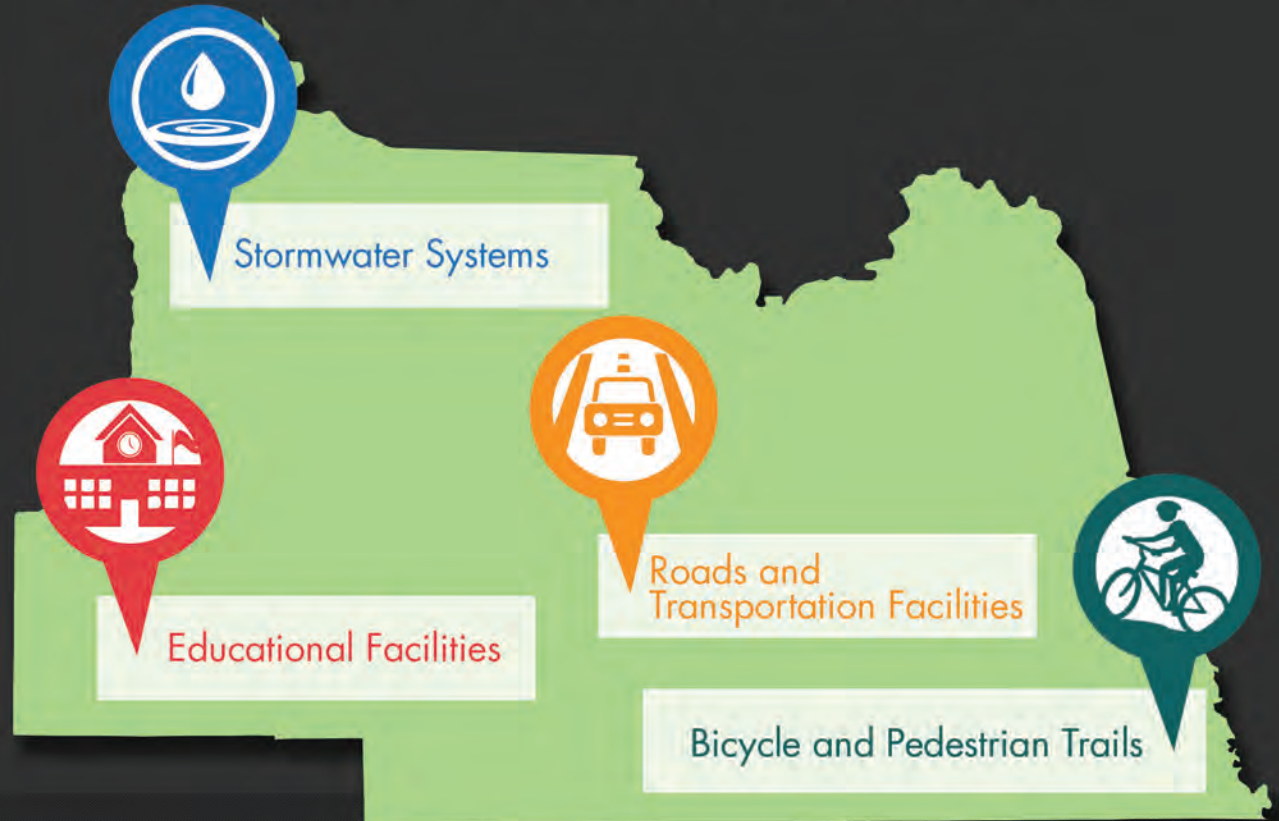 Stormwater Systems
Roads and
Transportation Facilities
Educational Facilities
Bicycle and Pedestrian Trails